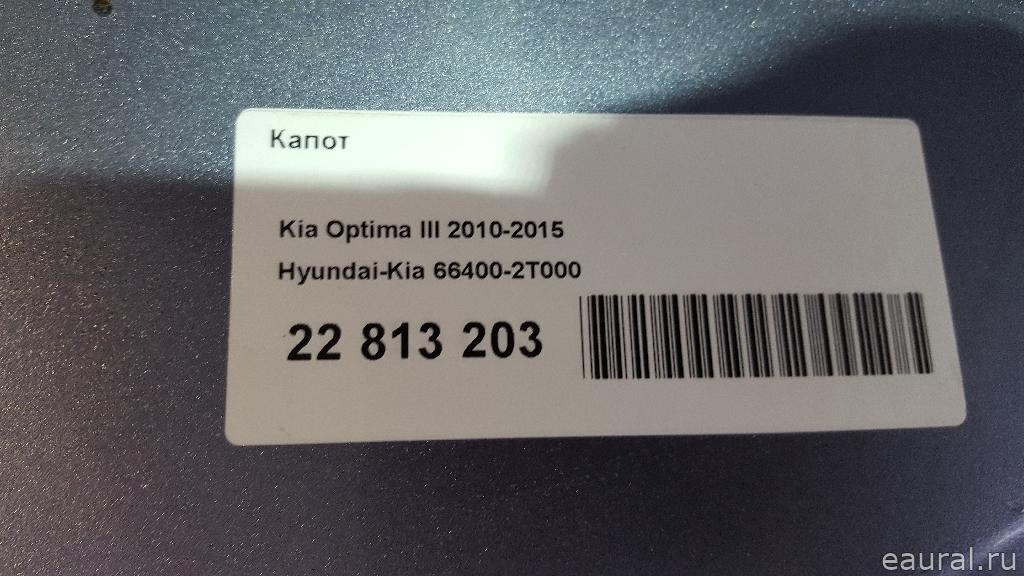 Капот
Kia Optima III 2010-2015
Hyundai-Kia 66400-2T000
22 813 203
eaural.ru